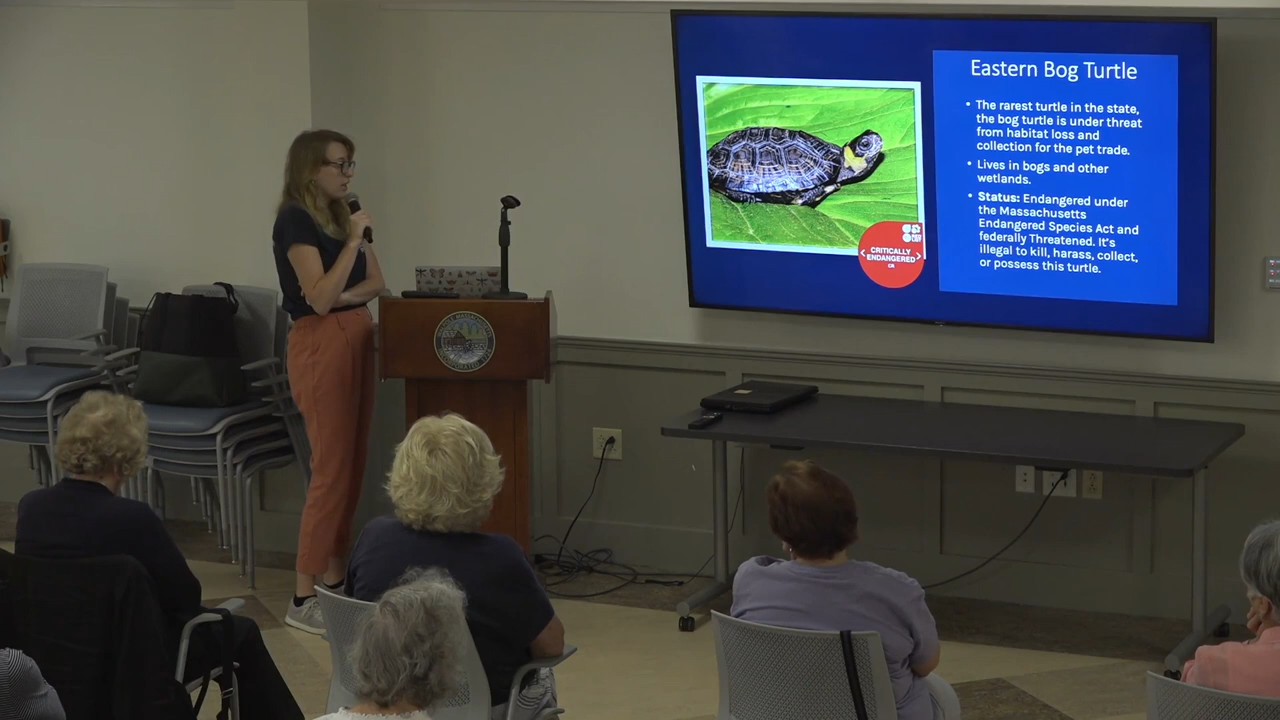 Eastern Bog Turtle
• The rarest turtle in the state,
the bog turtle is under threat
from habitat loss and
collection for the pet trade.
• Lives in bogs and other
wetlands.
• Status: Endangered under
the Massachusetts
Endangered Species Act and
federally Threatened. It's
illegal to kill, harass, collect,
or possess this turtle.
< CRITICALLY >
ENDANGERED
CR